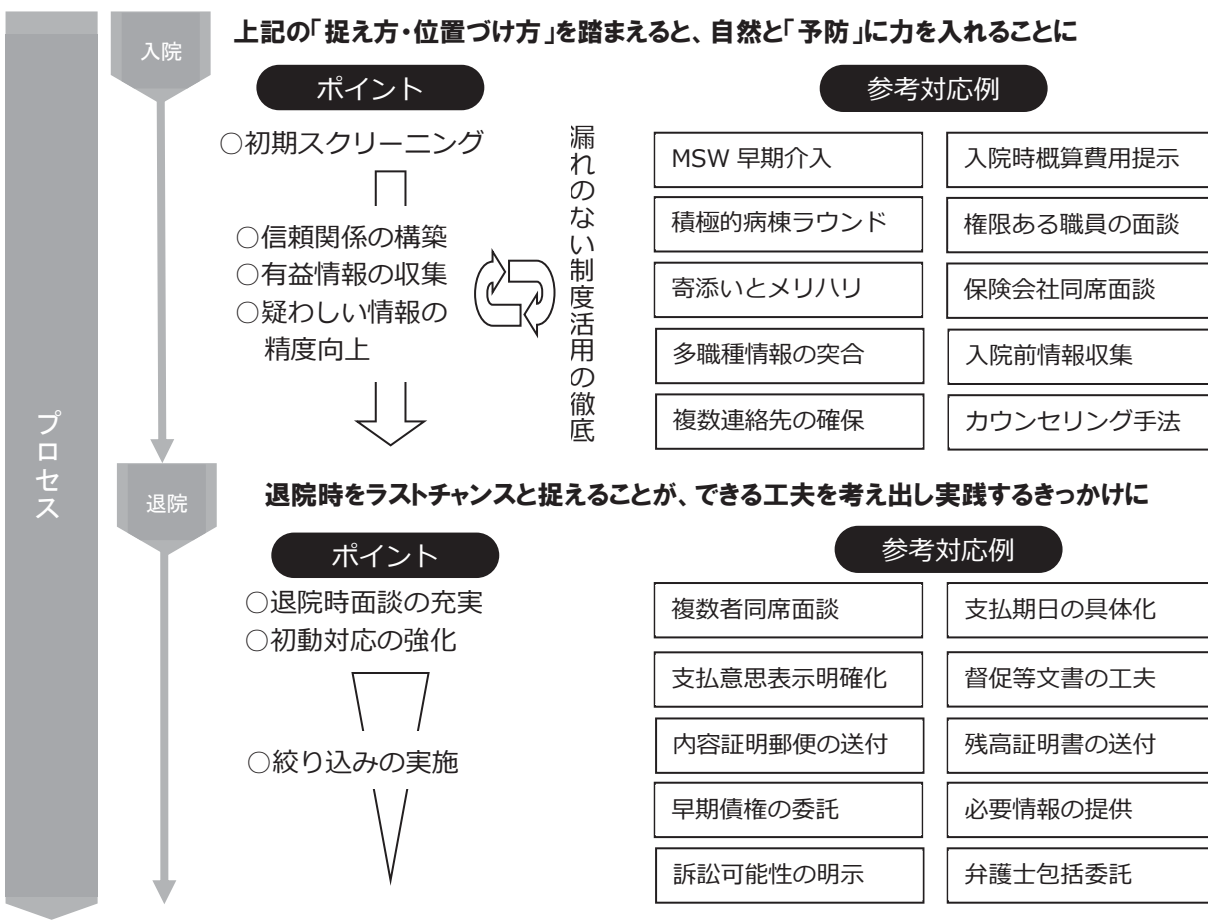 プロセス
入院
上記の「捉え方・位置づけ方」を踏まえると、自然と「予防」に力を入れることに
ポイント
○初期スクリーニング
○信頼関係の構築
○有益情報の収集
○疑わしい情報の
精度向上
漏れのない制度活用の徹底
参考対応例
MSW 早期介入
入院時概算費用提示
積極的病棟ラウンド
権限ある職員の面談
寄添いとメリハリ
保険会社同席面談
多職種情報の突合
入院前情報収集
複数連絡先の確保
カウンセリング手法
退院
退院時をラストチャンスと捉えることが、できる工夫を考え出し実践するきっかけに
ポイント
○退院時面談の充実
○初動対応の強化
○絞り込みの実施
参考対応例
複数者同席面談
支払期日の具体化
支払意思表示明確化
督促等文書の工夫
内容証明郵便の送付
残高証明書の送付
早期債権の委託
必要情報の提供
訴訟可能性の明示
弁護士包括委託